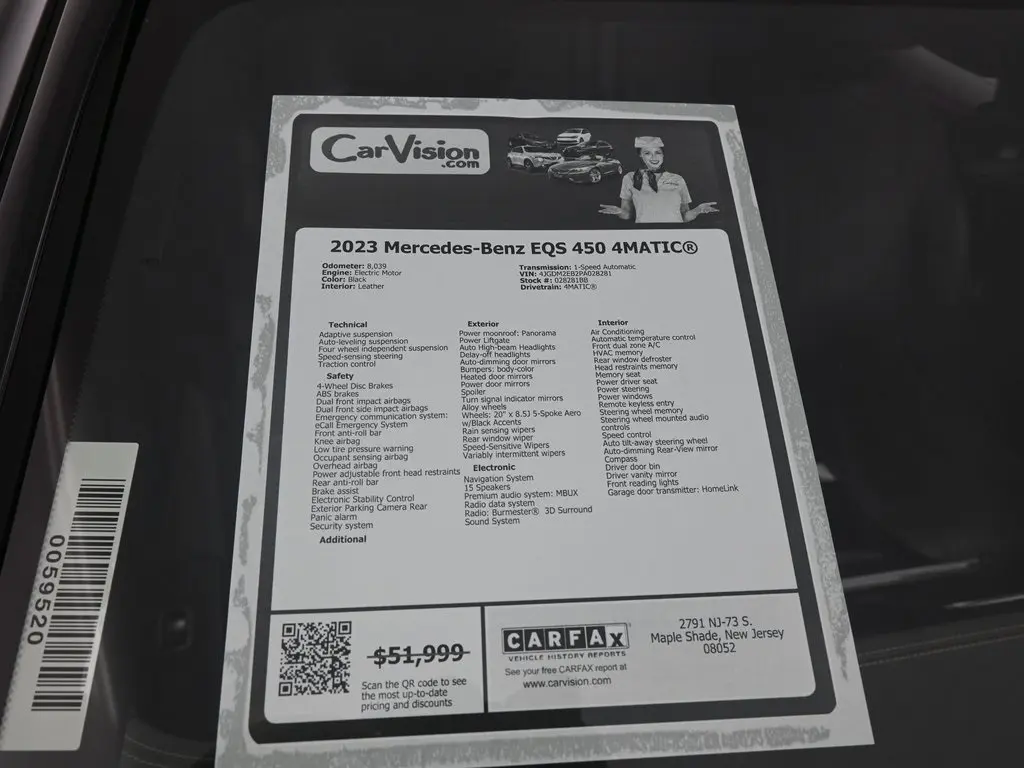 CarVision
.com
2023 Mercedes-Benz EQS 450 4MATIC®
Odometer: 8,039
Engine: Electric Motor
Color: Black
Interior: Leather
Transmission: 1-Speed Automatic
VIN: 4JGDM2EB2PA028281
Stock #: 028281BB
Drivetrain: 4MATIC®
Technical
Adaptive suspension
Auto-leveling suspension
Four wheel independent suspension
Speed-sensing steering
Traction control
Safety
4-Wheel Disc Brakes
ABS brakes
Dual front impact airbags
Dual front side impact airbags
Emergency communication system:
eCall Emergency System
Front anti-roll bar
Knee airbag
Low tire pressure warning
Occupant sensing airbag
Overhead airbag
Power adjustable front head restraints
Rear anti-roll bar
Brake assist
Electronic Stability Control
Exterior Parking Camera Rear
Panic alarm
Security system
Additional
Exterior
Power moonroof: Panorama
Power Liftgate
Auto High-beam Headlights
Delay-off headlights
Auto-dimming door mirrors
Bumpers: body-color
Heated door mirrors
Power door mirrors
Spoiler
Turn signal indicator mirrors
Alloy wheels
Wheels: 20" x 8.5J 5-Spoke Aero
w/Black Accents
Rain sensing wipers
Rear window wiper
Speed-Sensitive Wipers
Variably intermittent wipers
Electronic
Navigation System
15 Speakers
Premium audio system: MBUX
Radio data system
Radio: Burmester® 3D Surround
Sound System
Interior
Air Conditioning
Automatic temperature control
Front dual zone A/C
HVAC memory
Rear window defroster
Head restraints memory
Memory seat
Power driver seat
Power steering
Power windows
Remote keyless entry
Steering wheel memory
Steering wheel mounted audio
controls
Speed control
Auto tilt-away steering wheel
Auto-dimming Rear-View mirror
Compass
Driver door bin
Driver vanity mirror
Front reading lights
Garage door transmitter: HomeLink
$51,999
Scan the QR code to see
the most up-to-date
pricing and discounts
CARFAX
VEHICLE HISTORY REPORTS
See your free CARFAX report at
www.carvision.com
2791 NJ-73 S.
Maple Shade, New Jersey
08052
0059520